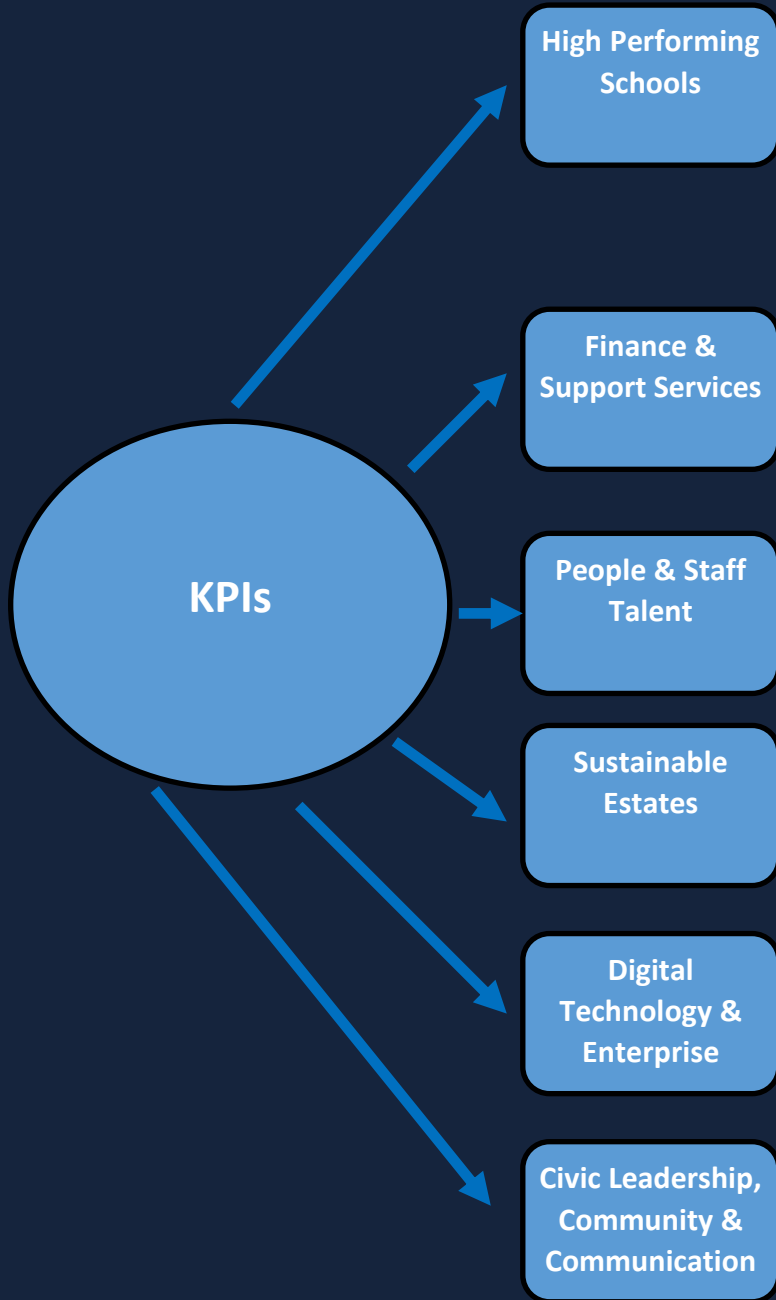 High Performing
Schools
Finance &
Support Services
KPIs
People & Staff
Talent
Sustainable
Estates
Digital
Technology &
Enterprise
Civic Leadership,
Community &
Communication